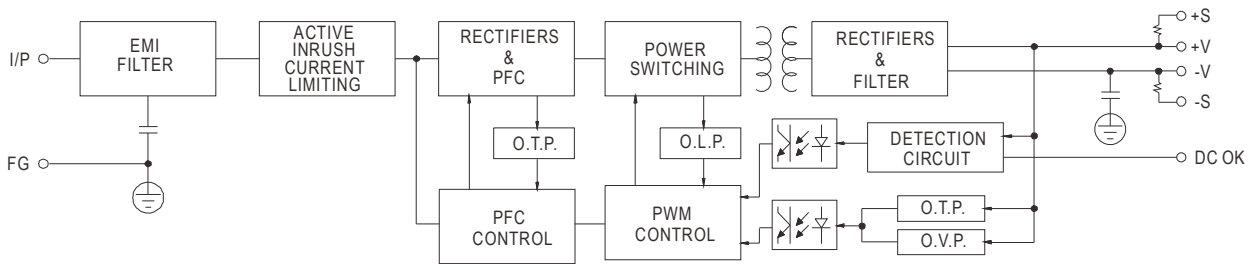 I/P
EMI
FILTER
ACTIVE
INRUSH
CURRENT
LIMITING
RECTIFIERS
&
PFC
POWER
SWITCHING
RECTIFIERS
&
FILTER
+S
+V
-V
-S
O.T.P.
O.L.P.
DETECTION
CIRCUIT
DC OK
FG
PFC
CONTROL
PWM
CONTROL
O.T.P.
O.V.P.